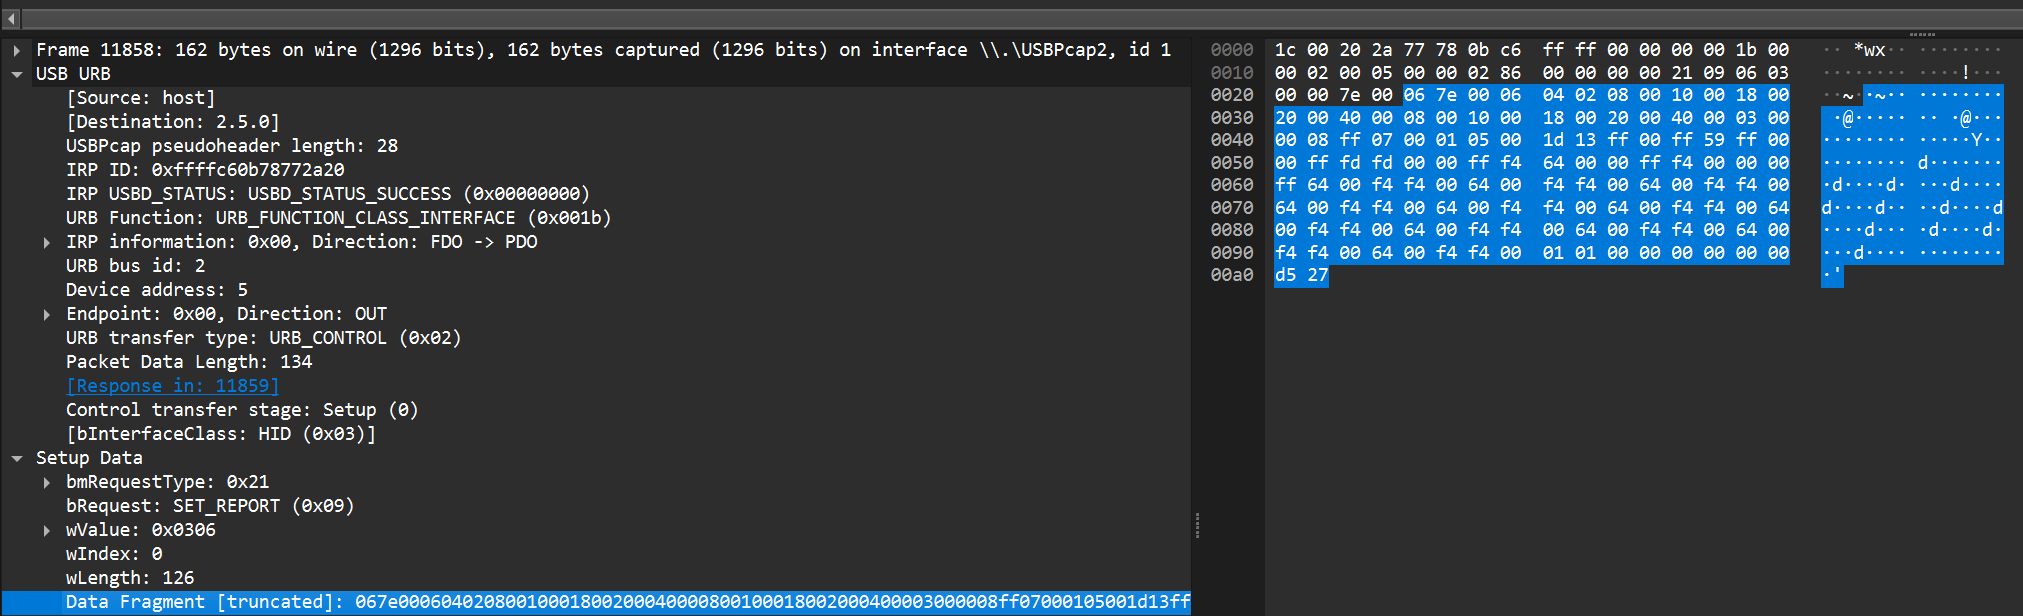 Frame 11858: 162 bytes on wire (1296 bits), 162 bytes captured (1296 bits) on interface \\.\USBPcap2, id 1
USB URB
[Source: host]
[Destination: 2.5.0]
USBPcap pseudoheader length: 28
IRP ID: 0xffffc60b78772a20
IRP USBD_STATUS: USBD_STATUS_SUCCESS (0x00000000)
URB Function: URB_FUNCTION_CLASS_INTERFACE (0x001b)
IRP information: 0x00, Direction: FDO -> PDO
URB bus id: 2
Device address: 5
Endpoint: 0x00, Direction: OUT
URB transfer type: URB_CONTROL (0x02)
Packet Data Length: 134
[Response in: 11859]
Control transfer stage: Setup (0)
[bInterfaceClass: HID (0x03)]
Setup Data
bmRequestType: 0x21
bRequest: SET_REPORT (0x09)
wValue: 0x0306
wIndex: 0
wLength: 126
Data Fragment [truncated]: 067e00060402080010001800200040000800100018002000400003000008ff07000105001d13ff
0000 1c 00 20 2a 77 78 0b c6 ff ff 00 00 00 00 1b 00 ·· *wx·· ········
0010 00 02 00 05 00 00 02 86 00 00 00 00 21 09 06 03 ········ ····!···
0020 00 00 7e 00 06 7e 00 06 04 02 08 00 10 00 18 00 ··~··~·· ········
0030 20 00 40 00 08 00 10 00 18 00 20 00 40 00 03 00 ·@····· ·· ·@···
0040 00 08 ff 07 00 01 05 00 1d 13 ff 00 ff 59 ff 00 ········ ·····Y··
0050 00 ff fd fd 00 00 ff f4 64 00 00 ff f4 00 00 00 ········ d·······
0060 ff 64 00 f4 f4 00 64 00 f4 f4 00 64 00 f4 f4 00 ·d····d· ···d····
0070 64 00 f4 f4 00 64 00 f4 f4 00 64 00 f4 f4 00 64 d····d·· ··d····d
0080 00 f4 f4 00 64 00 f4 f4 00 64 00 f4 f4 00 64 00 ····d··· ·d····d·
0090 f4 f4 00 64 00 f4 f4 00 01 01 00 00 00 00 00 00 ···d···· ········
00a0 d5 27 ·'